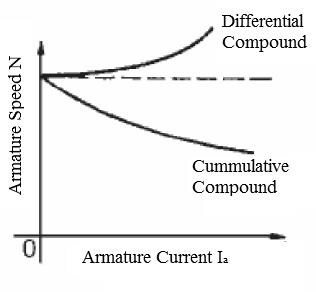 Differential
Compound
Armature Speed N
Cummulative
Compound
0
Armature Current Iₐ